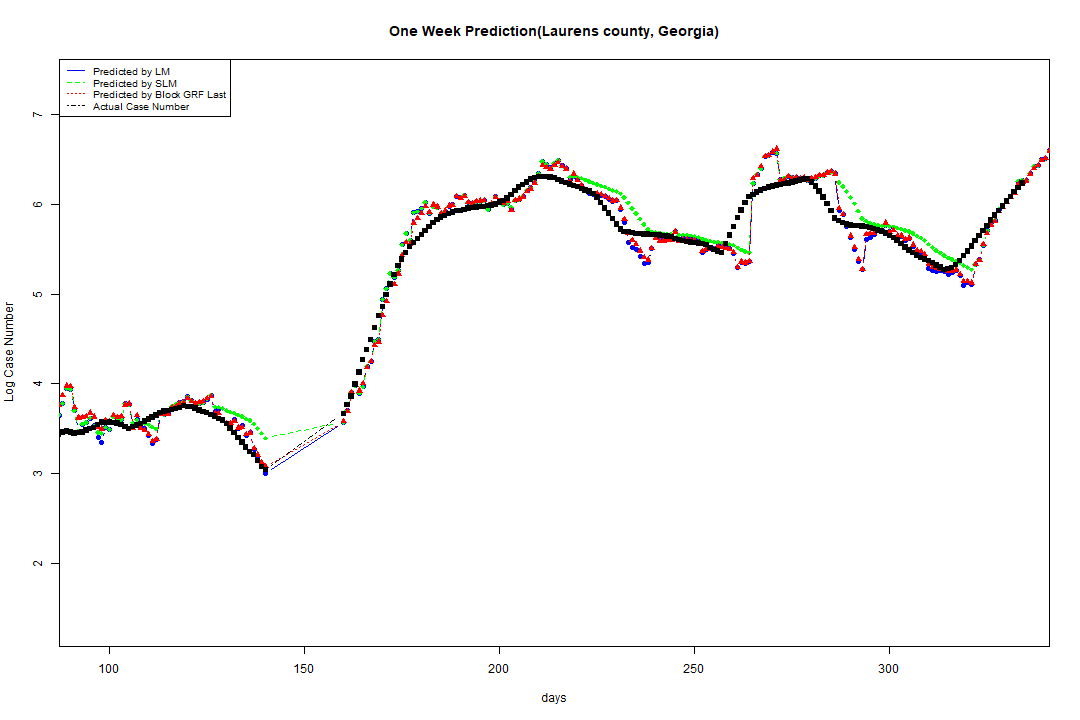 One Week Prediction(Laurens county, Georgia)
Predicted by LM
Predicted by SLM
Predicted by Block GRF Last
Actual Case Number
Log Case Number
7
6
5
4
3
2
100 150 200 250 300
days